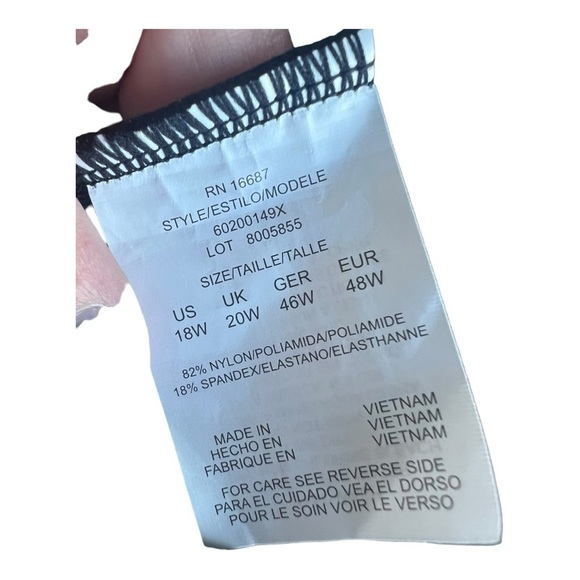 RN 16687
STYLE/ESTILO/MODELE
60200149X
LOT 8005855
SIZE/TAILLE/TALLE
US UK GER EUR
18W 20W 46W 48W
82% NYLON/POLIAMIDA/POLIAMIDE
18% SPANDEX/ELASTANO/ELASTHANNE
MADE IN VIETNAM
HECHO EN VIETNAM
FABRIQUE EN VIETNAM
FOR CARE SEE REVERSE SIDE
PARA EL CUIDADO VEA EL DORSO
POUR LE SOIN VOIR LE VERSO